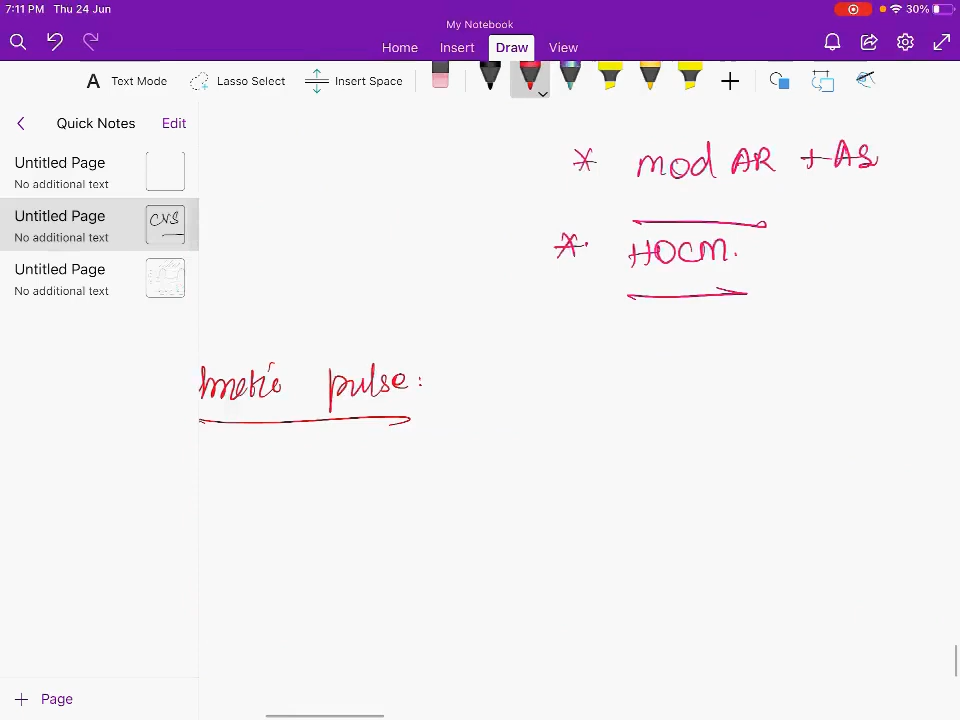 7:11 PM Thu 24 Jun
30%
My Notebook
Home Insert Draw View
Text Mode Lasso Select Insert Space
Quick Notes Edit
Untitled Page
No additional text
Untitled Page
No additional text
CNS
Untitled Page
No additional text
* mod AR + AS
* HOCM.
pulse:
+ Page